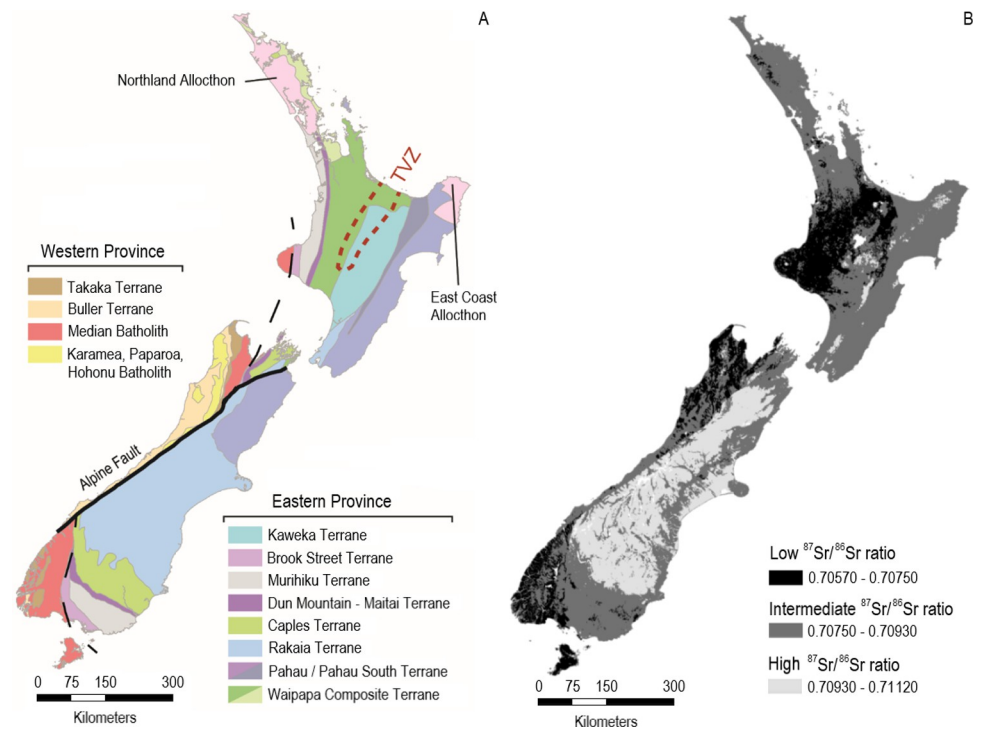 A
Northland Allocthon
TVZ
East Coast
Allocthon
Western Province
Takaka Terrane
Buller Terrane
Median Batholith
Karamea, Paparoa,
Hohonu Batholith
Alpine Fault
Eastern Province
Kaweka Terrane
Brook Street Terrane
Murihiku Terrane
Dun Mountain - Maitai Terrane
Caples Terrane
Rakaia Terrane
Pahau / Pahau South Terrane
Waipapa Composite Terrane
0 75 150 300
Kilometers
B
Low ⁸⁷Sr/⁸⁶Sr ratio
0.70570 - 0.70750
Intermediate ⁸⁷Sr/⁸⁶Sr ratio
0.70750 - 0.70930
High ⁸⁷Sr/⁸⁶Sr ratio
0.70930 - 0.71120
0 75 150 300
Kilometers